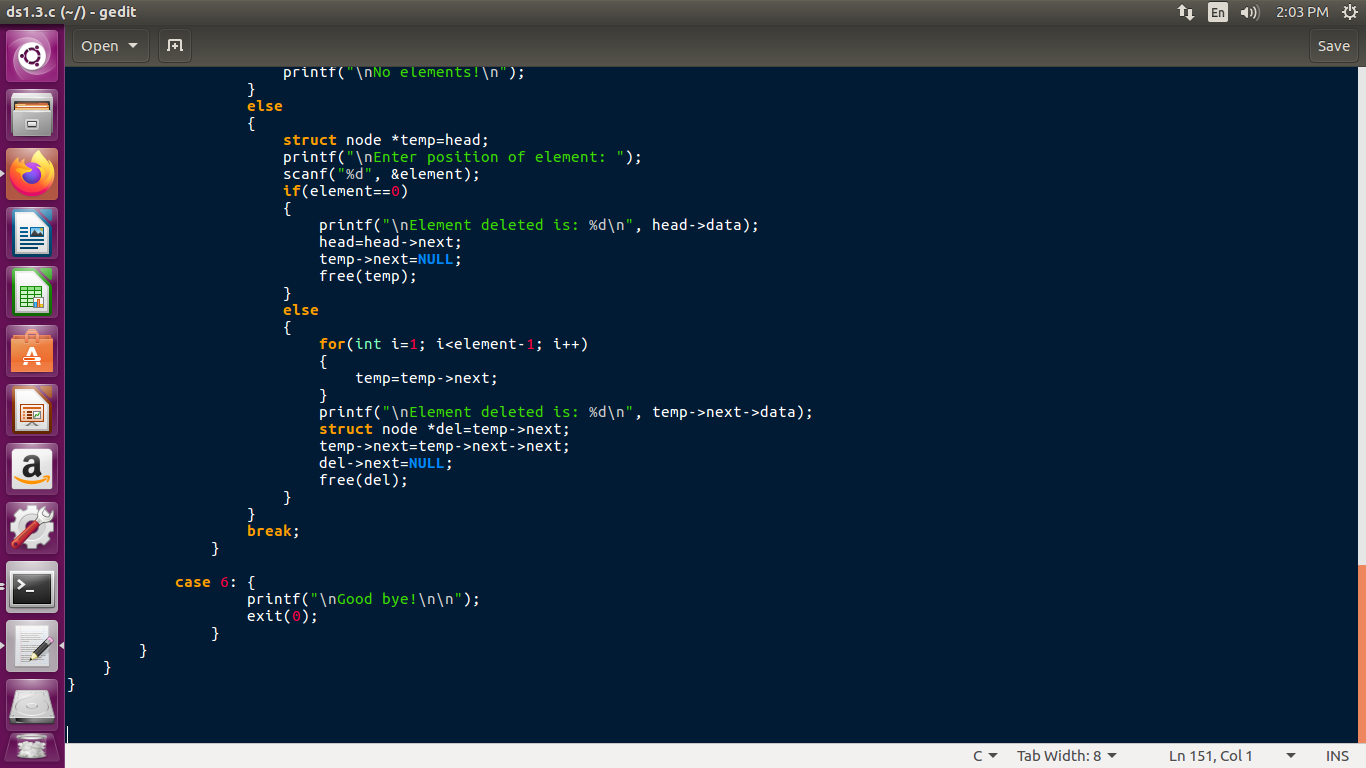 ds1.3.c (~/) - gedit
En
2:03 PM
Open
Save
printf("\nNo elements!\n");
}
else
{
struct node *temp=head;
printf("\nEnter position of element: ");
scanf("%d", &element);
if(element==0)
{
printf("\nElement deleted is: %d\n", head->data);
head=head->next;
temp->next=NULL;
free(temp);
}
else
{
for(int i=1; i<element-1; i++)
{
temp=temp->next;
}
printf("\nElement deleted is: %d\n", temp->next->data);
struct node *del=temp->next;
temp->next=temp->next->next;
del->next=NULL;
free(del);
}
}
break;
}
case 6: {
printf("\nGood bye!\n\n");
exit(0);
}
}
}
}
C
Tab Width: 8
Ln 151, Col 1
INS